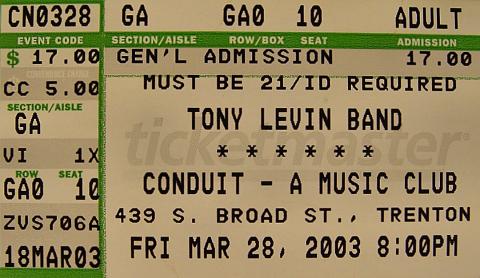 CN0328 GA GA0 10 ADULT
EVENT CODE SECTION/AISLE ROW/BOX SEAT ADMISSION
$ 17.00 GEN'L ADMISSION 17.00
CC 5.00 MUST BE 21/ID REQUIRED
SECTION/AISLE
GA TONY LEVIN BAND
ticketmaster
VI 1X * * * * * *
ROW SEAT
GA0 10 CONDUIT - A MUSIC CLUB
ZVS706A 439 S. BROAD ST., TRENTON
18MAR03 FRI MAR 28, 2003 8:00PM